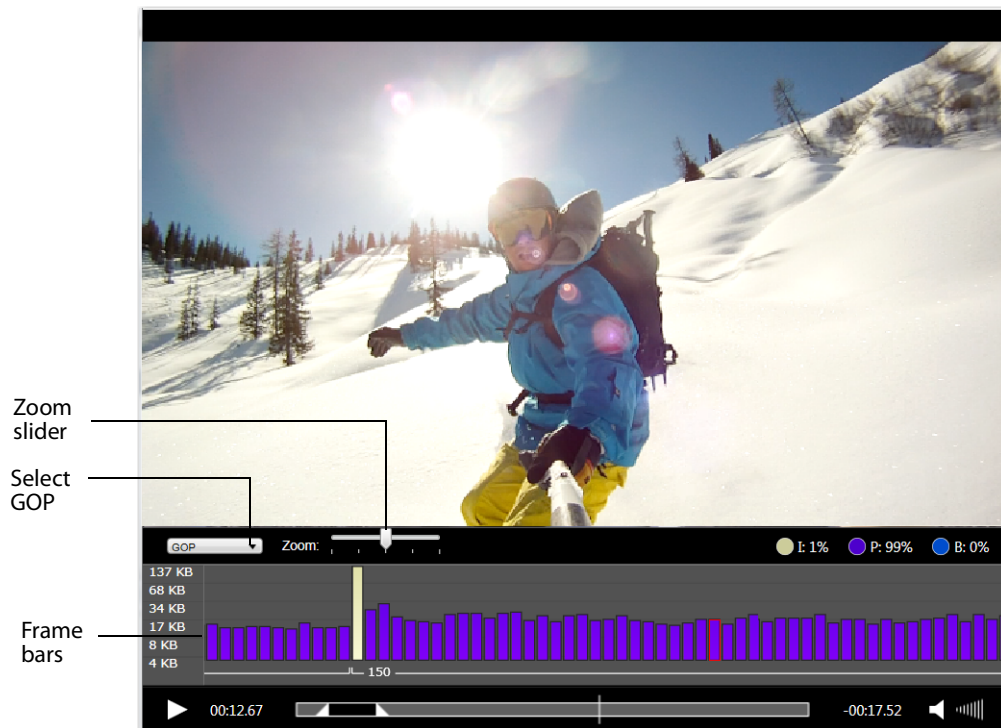 Zoom
slider
Select
GOP
GOP
Zoom:
I: 1%
P: 99%
B: 0%
137 KB
68 KB
34 KB
17 KB
8 KB
4 KB
Frame
bars
150
00:12.67
-00:17.52